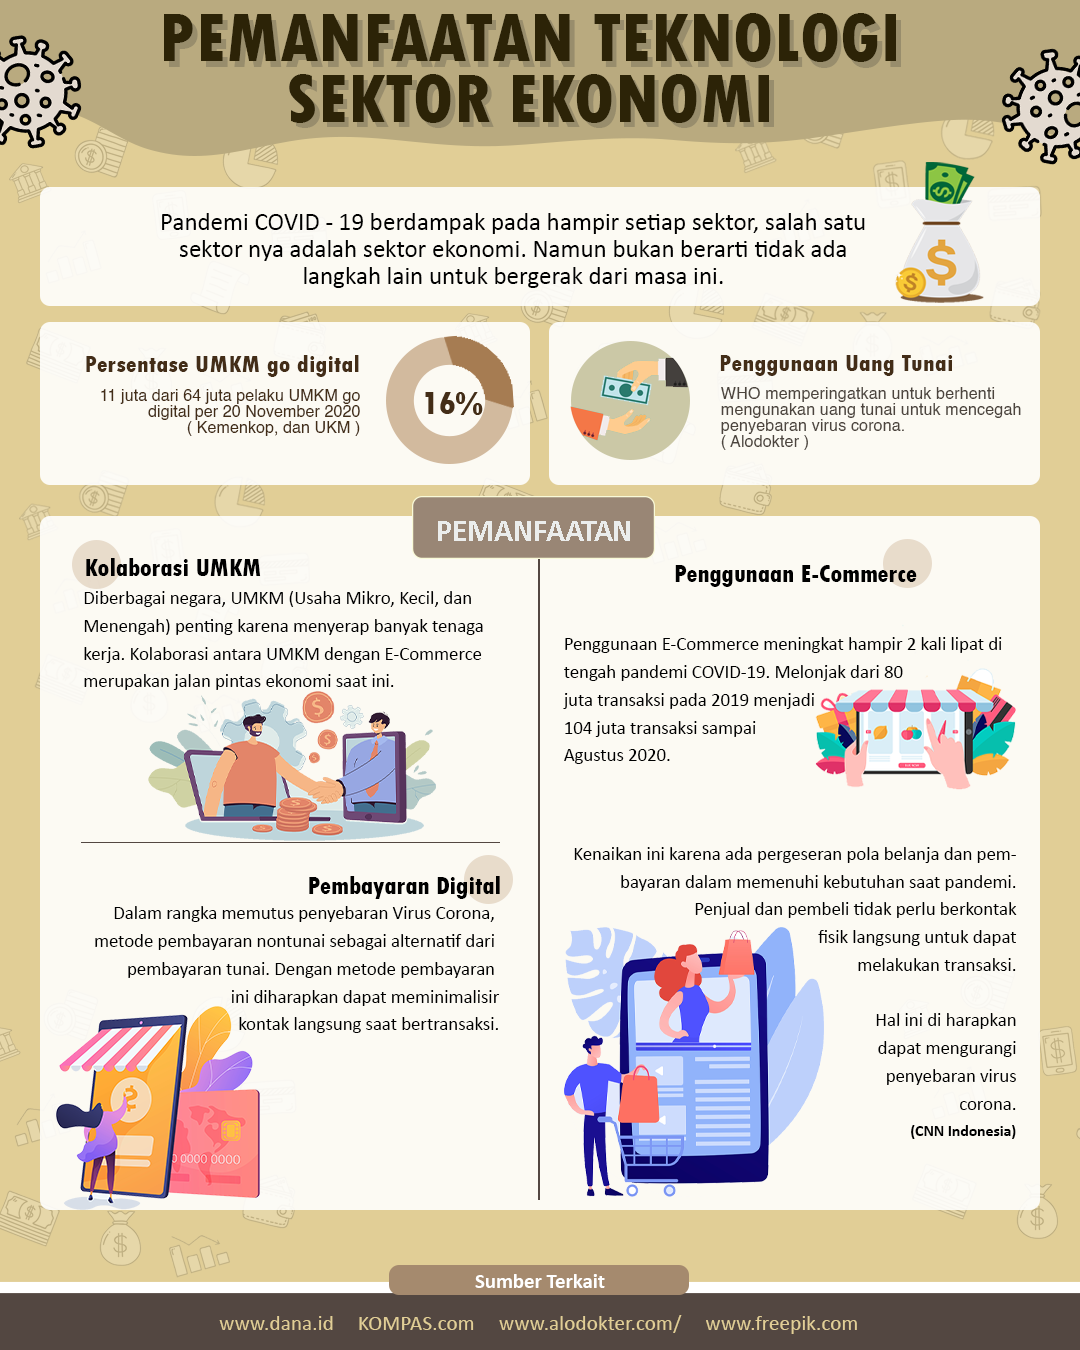 PEMANFAATAN TEKNOLOGI
SEKTOR EKONOMI
Pandemi COVID - 19 berdampak pada hampir setiap sektor, salah satu
sektor nya adalah sektor ekonomi. Namun bukan berarti tidak ada
langkah lain untuk bergerak dari masa ini.
Persentase UMKM go digital
11 juta dari 64 juta pelaku UMKM go
digital per 20 November 2020
( Kemenkop, dan UKM )
16%
Penggunaan Uang Tunai
WHO memperingatkan untuk berhenti
mengunakan uang tunai untuk mencegah
penyebaran virus corona.
( Alodokter )
PEMANFAATAN
Kolaborasi UMKM
Diberbagai negara, UMKM (Usaha Mikro, Kecil, dan
Menengah) penting karena menyerap banyak tenaga
kerja. Kolaborasi antara UMKM dengan E-Commerce
merupakan jalan pintas ekonomi saat ini.
Pembayaran Digital
Dalam rangka memutus penyebaran Virus Corona,
metode pembayaran nontunai sebagai alternatif dari
pembayaran tunai. Dengan metode pembayaran
ini diharapkan dapat meminimalisir
kontak langsung saat bertransaksi.
0 0000 0000
Penggunaan E-Commerce
Penggunaan E-Commerce meningkat hampir 2 kali lipat di
tengah pandemi COVID-19. Melonjak dari 80
juta transaksi pada 2019 menjadi
104 juta transaksi sampai
Agustus 2020.
Kenaikan ini karena ada pergeseran pola belanja dan pem-
bayaran dalam memenuhi kebutuhan saat pandemi.
Penjual dan pembeli tidak perlu berkontak
fisik langsung untuk dapat
melakukan transaksi.
Hal ini di harapkan
dapat mengurangi
penyebaran virus
corona.
(CNN Indonesia)
Sumber Terkait
www.dana.id KOMPAS.com www.alodokter.com/ www.freepik.com